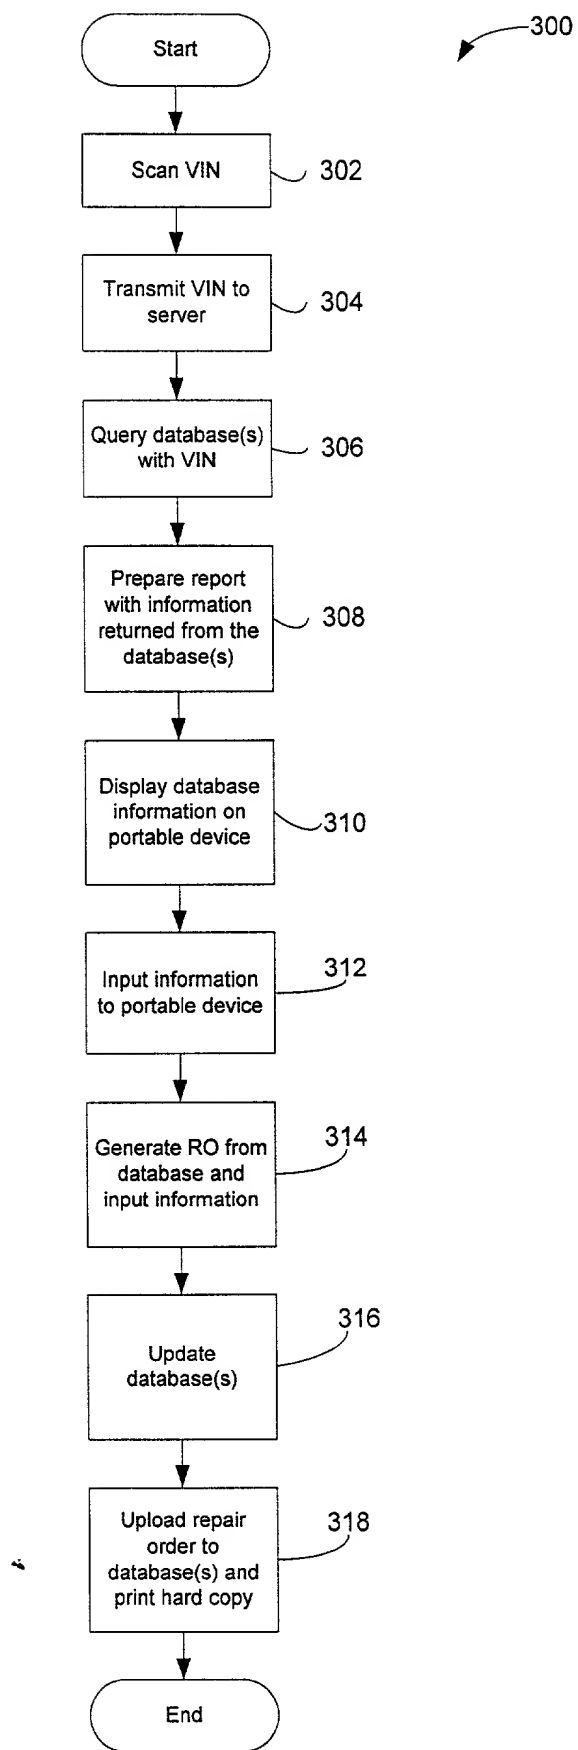 Start
300
Scan VIN
302
Transmit VIN to
server
304
Query database(s)
with VIN
306
Prepare report
with information
returned from the
database(s)
308
Display database
information on
portable device
310
Input information
to portable device
312
Generate RO from
database and
input information
314
Update
database(s)
316
Upload repair
order to
database(s) and
print hard copy
318
End